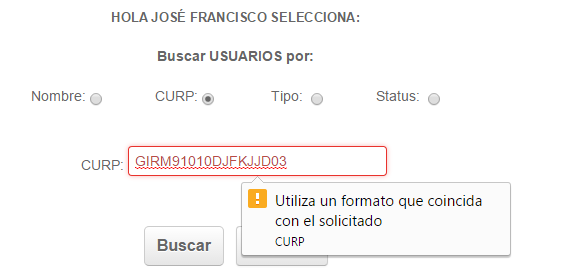 HOLA JOSÉ FRANCISCO SELECCIONA:
Buscar USUARIOS por:
Nombre: CURP: Tipo: Status:
CURP: GIRM91010DJFKJJD03
Utiliza un formato que coincida
con el solicitado
CURP
Buscar